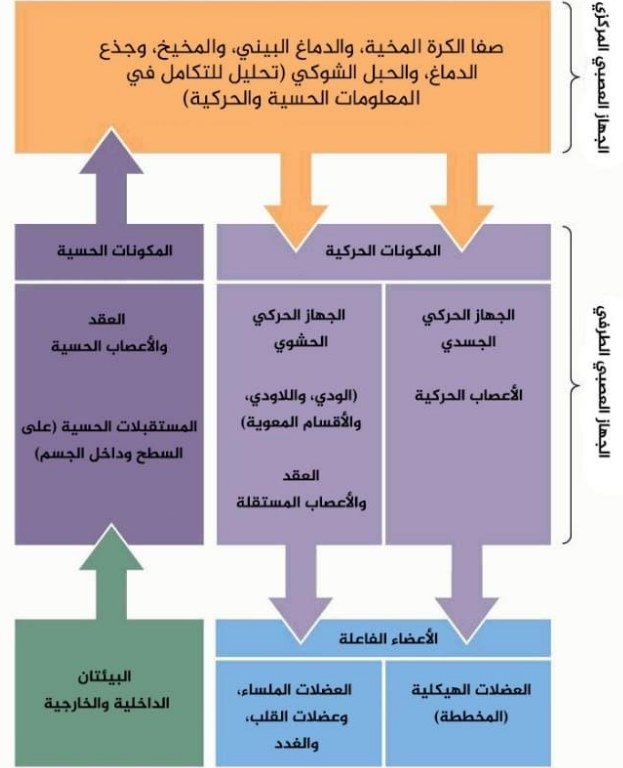 الجهاز العصبي المركزي
صفا الكرة المخية، والدماغ البيني، والمخيخ، وجذع
الدماغ، والحبل الشوكي (تحليل للتكامل في
المعلومات الحسية والحركية)
الجهاز العصبي الطرفي
المكونات الحركية
المكونات الحسية
الجهاز الحركي
الجسدي
الأعصاب الحركية
الجهاز الحركي
الحشوي
(الودي، واللاودي،
والأقسام المعوية)
العقد
والأعصاب المستقلة
العقد
والأعصاب الحسية
المستقبلات الحسية (على
السطح وداخل الجسم)
الأعضاء الفاعلة
العضلات الهيكلية
(المخططة)
العضلات الملساء،
وعضلات القلب،
والغدد
البيئتان
الداخلية والخارجية